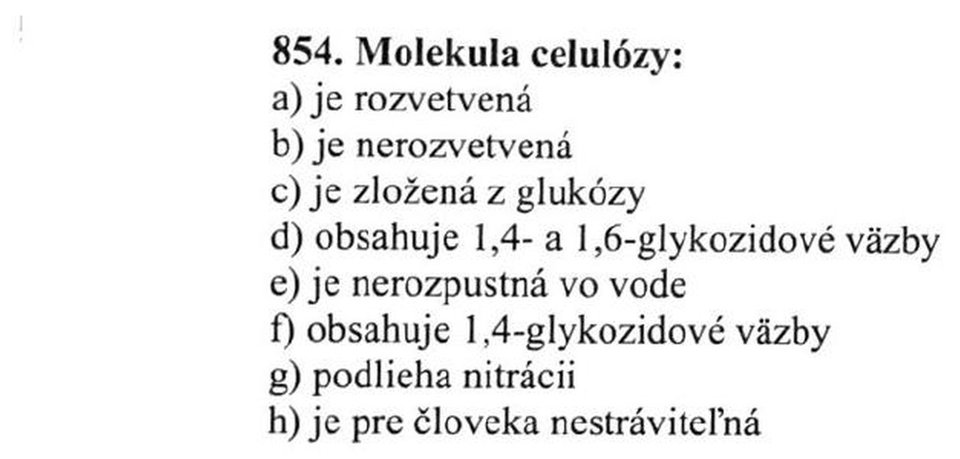 854. Molekula celulózy:
a) je rozvetvená
b) je nerozvetvená
c) je zložená z glukózy
d) obsahuje 1,4- a 1,6-glykozidové väzby
e) je nerozpustná vo vode
f) obsahuje 1,4-glykozidové väzby
g) podlieha nitrácii
h) je pre človeka nestráviteľná